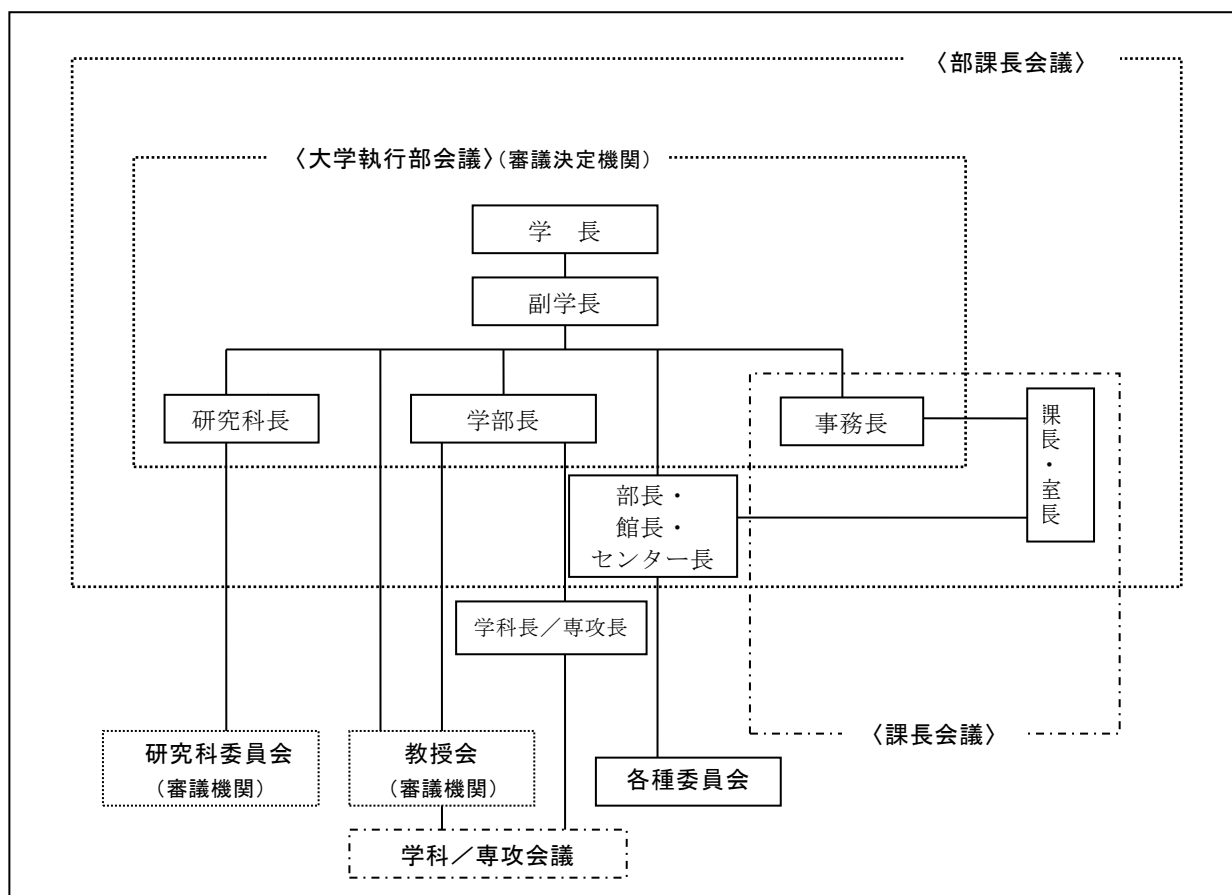 〈部課長会議〉
〈大学執行部会議〉(審議決定機関)
学 長
副学長
研究科長
学部長
事務長
課長・室長
部長・
館長・
センター長
学科長／専攻長
〈課長会議〉
研究科委員会
（審議機関）
教授会
（審議機関）
各種委員会
学科／専攻会議